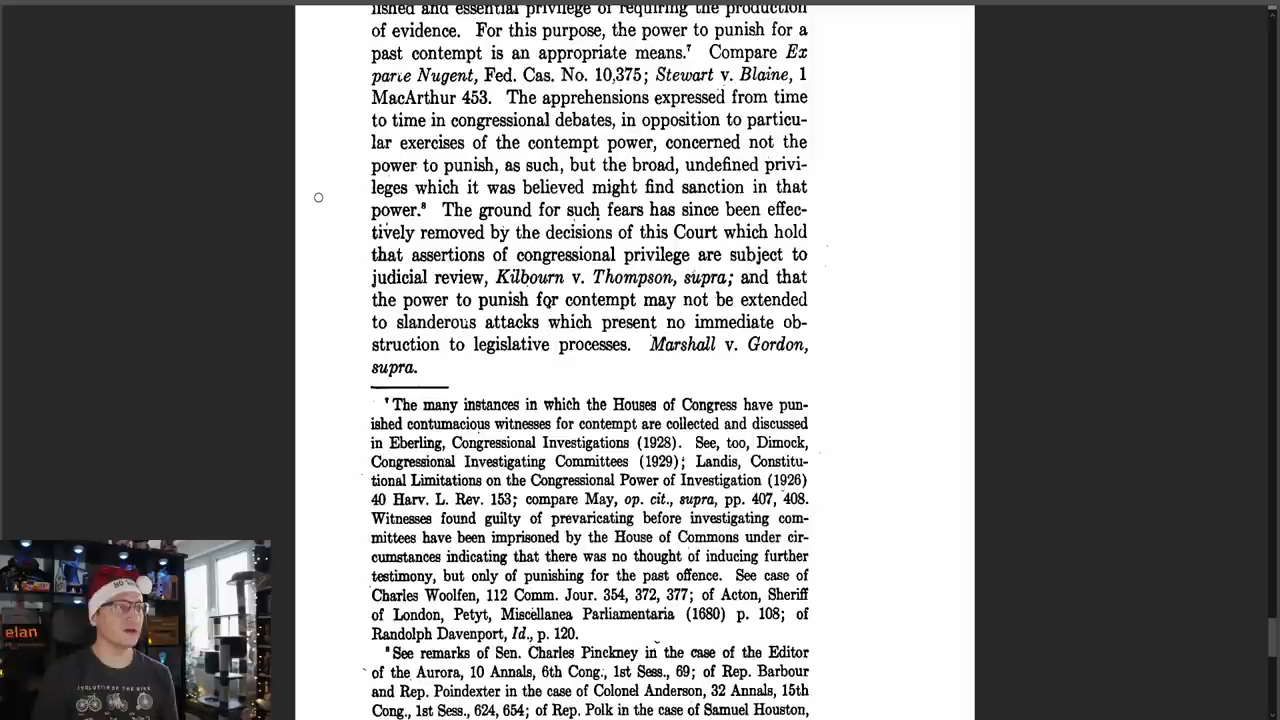 lished and essential privilege of requiring the production
of evidence. For this purpose, the power to punish for a
past contempt is an appropriate means.⁷ Compare Ex
parte Nugent, Fed. Cas. No. 10,375; Stewart v. Blaine, 1
MacArthur 453. The apprehensions expressed from time
to time in congressional debates, in opposition to particu-
lar exercises of the contempt power, concerned not the
power to punish, as such, but the broad, undefined privi-
leges which it was believed might find sanction in that
power.⁸ The ground for such fears has since been effec-
tively removed by the decisions of this Court which hold
that assertions of congressional privilege are subject to
judicial review, Kilbourn v. Thompson, supra; and that
the power to punish for contempt may not be extended
to slanderous attacks which present no immediate ob-
struction to legislative processes. Marshall v. Gordon,
supra.
⁷ The many instances in which the Houses of Congress have pun-
ished contumacious witnesses for contempt are collected and discussed
in Eberling, Congressional Investigations (1928). See, too, Dimock,
Congressional Investigating Committees (1929); Landis, Constitu-
tional Limitations on the Congressional Power of Investigation (1926)
40 Harv. L. Rev. 153; compare May, op. cit., supra, pp. 407, 408.
Witnesses found guilty of prevaricating before investigating com-
mittees have been imprisoned by the House of Commons under cir-
cumstances indicating that there was no thought of inducing further
testimony, but only of punishing for the past offence. See case of
Charles Woolfen, 112 Comm. Jour. 354, 372, 377; of Acton, Sheriff
of London, Petyt, Miscellanea Parliamentaria (1680) p. 108; of
Randolph Davenport, Id., p. 120.
⁸ See remarks of Sen. Charles Pinckney in the case of the Editor
of the Aurora, 10 Annals, 6th Cong., 1st Sess., 69; of Rep. Barbour
and Rep. Poindexter in the case of Colonel Anderson, 32 Annals, 15th
Cong., 1st Sess., 624, 654; of Rep. Polk in the case of Samuel Houston,
elan
EVOLUTION OF THE BIKE